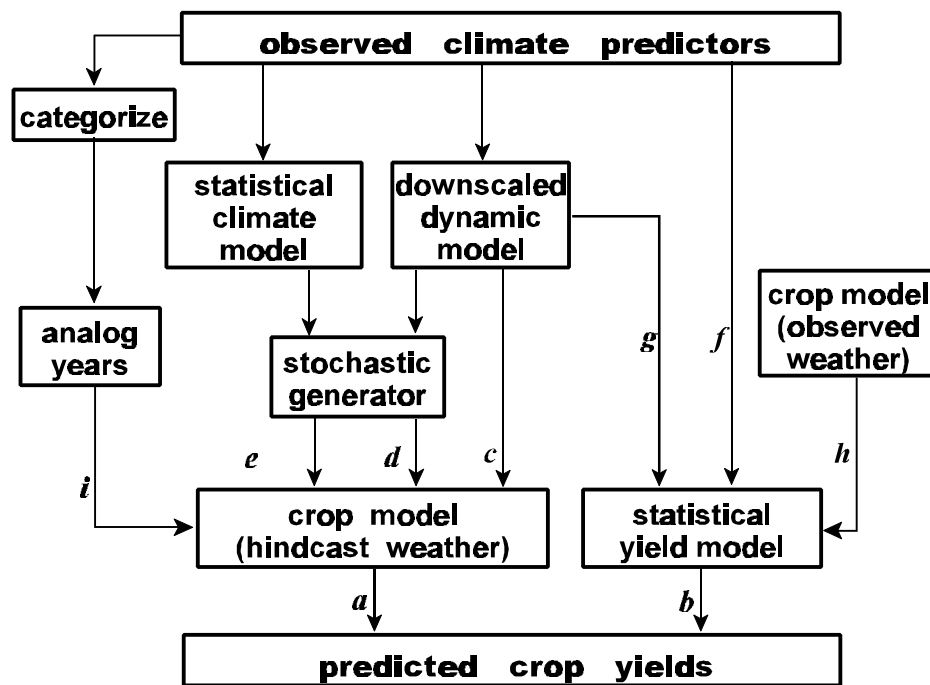 observed climate predictors
categorize
statistical
climate
model
downscaled
dynamic
model
analog
years
stochastic
generator
crop model
(observed
weather)
g
f
e
d
c
h
i
crop model
(hindcast weather)
statistical
yield model
a
b
predicted crop yields